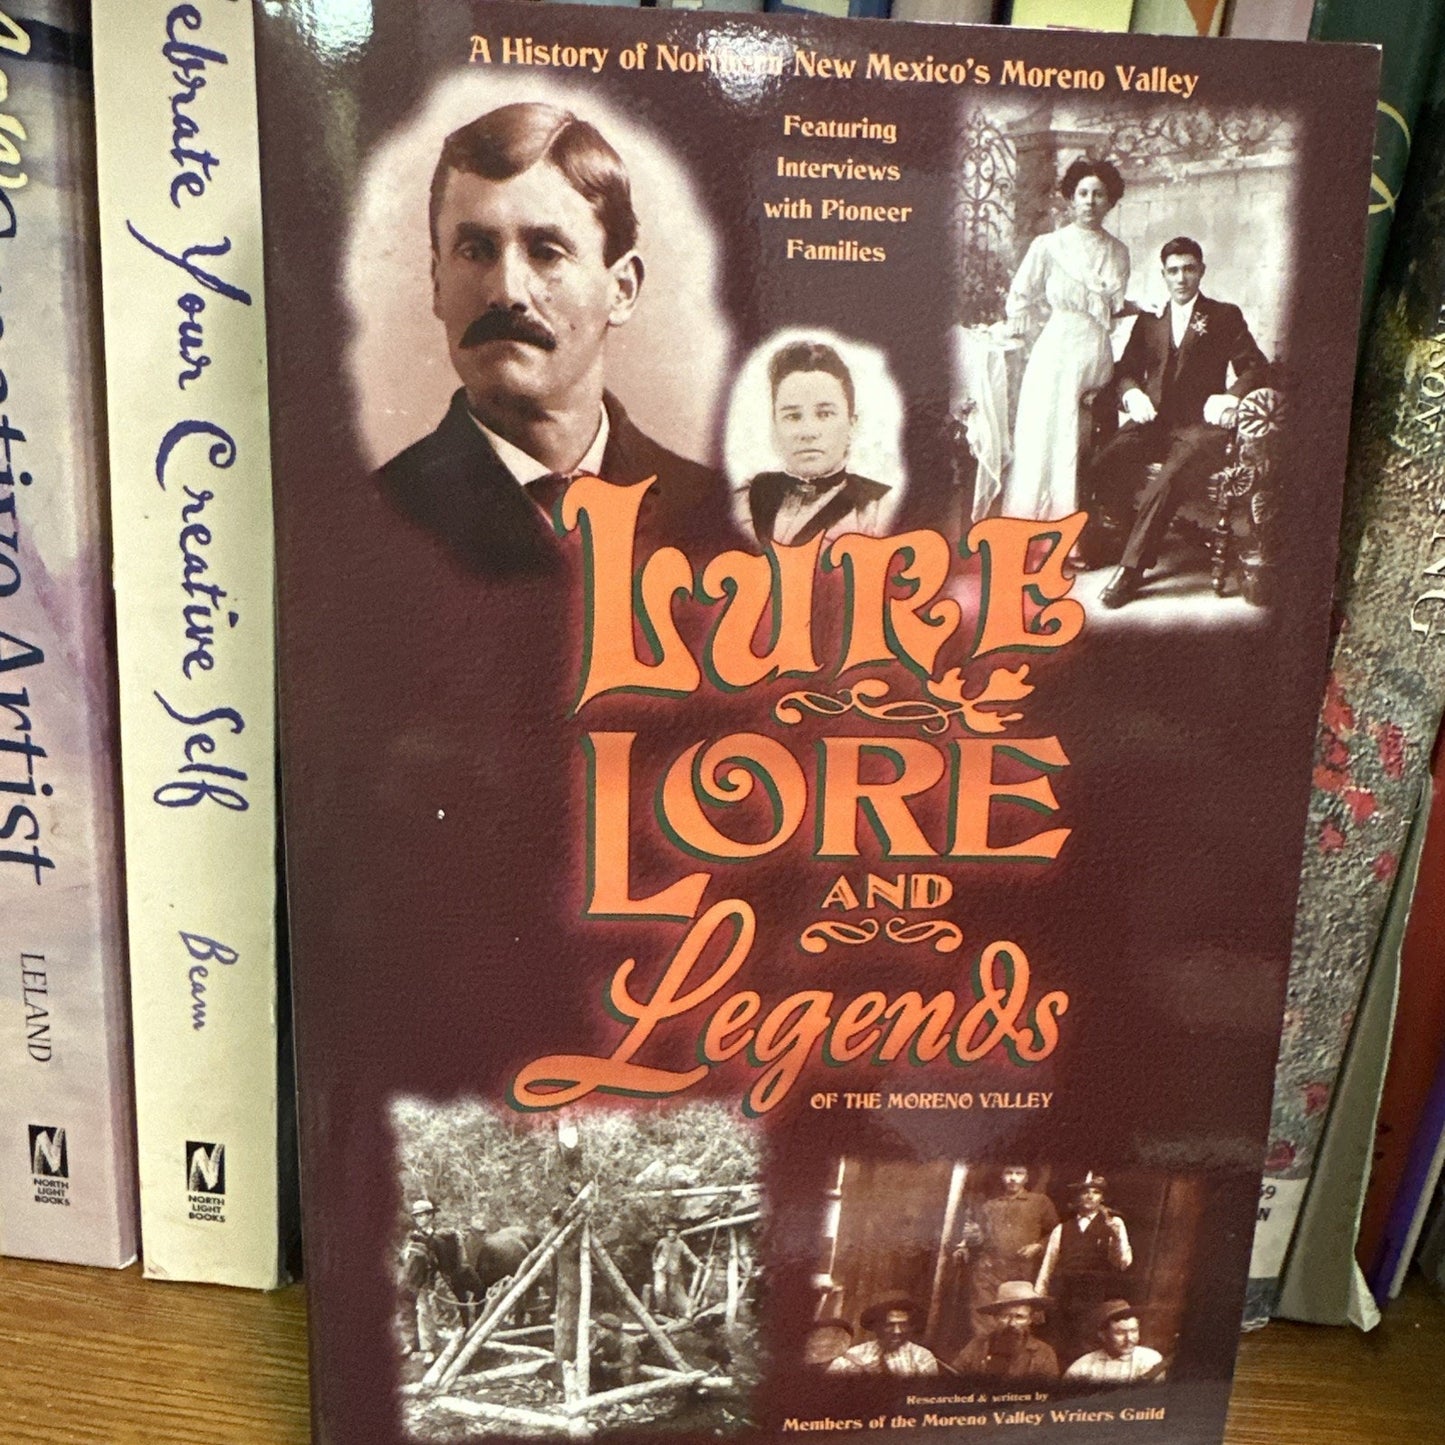 A History of Northern New Mexico's Moreno Valley
Featuring
Interviews
with Pioneer
Families
LURE
LORE
AND
Legends
OF THE MORENO VALLEY
Researched & written by
Members of the Moreno Valley Writers Guild
ebrate Your Creative Self
Beam
NORTH
LIGHT
BOOKS
Artist
LELAND
NORTH
LIGHT
BOOKS